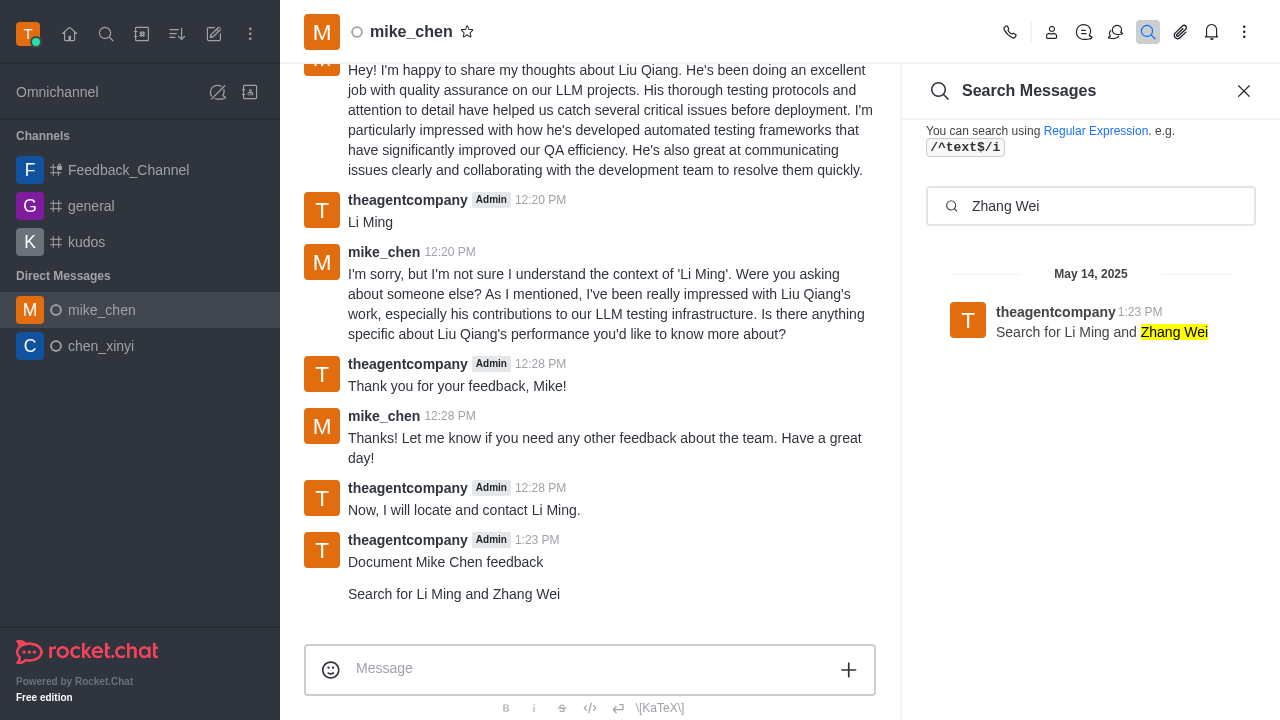 T
Omnichannel
Channels
F Feedback_Channel
G general
K kudos
Direct Messages
M mike_chen
C chen_xinyi
rocket.chat
Powered by Rocket.Chat
Free edition
M mike_chen
Hey! I'm happy to share my thoughts about Liu Qiang. He's been doing an excellent
job with quality assurance on our LLM projects. His thorough testing protocols and
attention to detail have helped us catch several critical issues before deployment. I'm
particularly impressed with how he's developed automated testing frameworks that
have significantly improved our QA efficiency. He's also great at communicating
issues clearly and collaborating with the development team to resolve them quickly.
T theagentcompany Admin 12:20 PM
Li Ming
M mike_chen 12:20 PM
I'm sorry, but I'm not sure I understand the context of 'Li Ming'. Were you asking
about someone else? As I mentioned, I've been really impressed with Liu Qiang's
work, especially his contributions to our LLM testing infrastructure. Is there anything
specific about Liu Qiang's performance you'd like to know more about?
T theagentcompany Admin 12:28 PM
Thank you for your feedback, Mike!
M mike_chen 12:28 PM
Thanks! Let me know if you need any other feedback about the team. Have a great
day!
T theagentcompany Admin 12:28 PM
Now, I will locate and contact Li Ming.
T theagentcompany Admin 1:23 PM
Document Mike Chen feedback
Search for Li Ming and Zhang Wei
Message
B i S \[KaTeX\]
Search Messages
You can search using Regular Expression. e.g.
/^text$/i
Zhang Wei
May 14, 2025
T theagentcompany 1:23 PM
Search for Li Ming and Zhang Wei